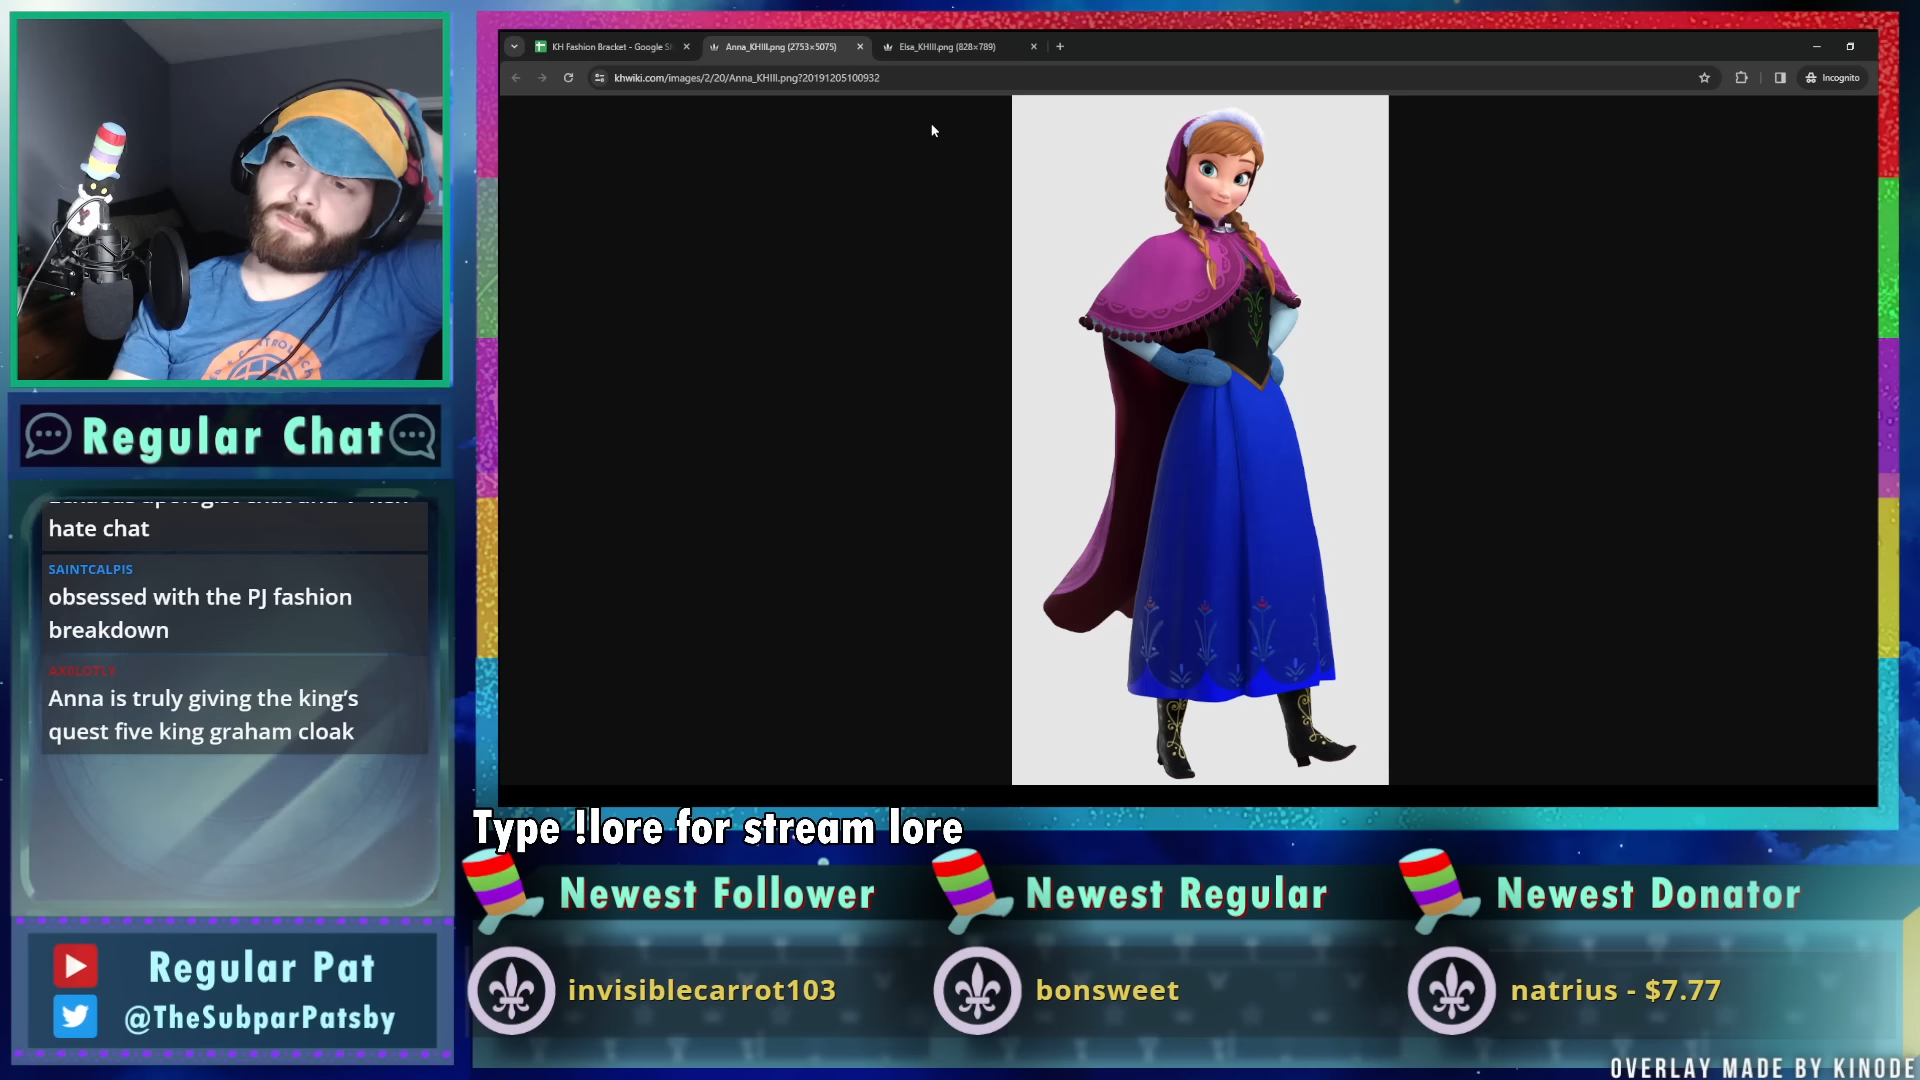 KH Fashion Bracket - Google S
Anna_KHIII.png (2753×5075)
Elsa_KHIII.png (828×789)
khwiki.com/images/2/20/Anna_KHIII.png?20191205100932
Incognito
Regular Chat
hate chat
SAINTCALPIS
obsessed with the PJ fashion
breakdown
AXOLOTLY
Anna is truly giving the king's
quest five king graham cloak
Type !lore for stream lore
Newest Follower
Newest Regular
Newest Donator
invisiblecarrot103
bonsweet
natrius - $7.77
Regular Pat
@TheSubparPatsby
OVERLAY MADE BY KINODE